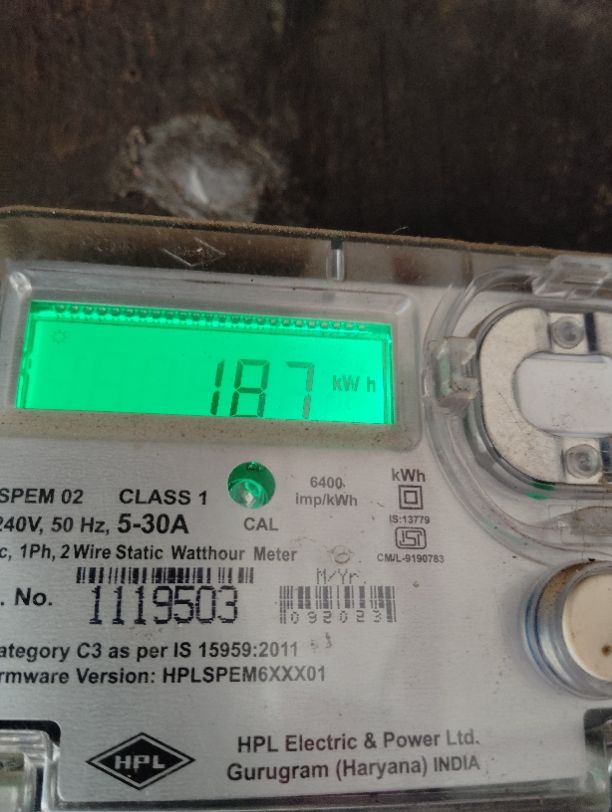 187 kWh
SPEM 02 CLASS 1
240V, 50 Hz, 5-30A
CAL
6400
imp/kWh
kWh
IS:13779
ISI
CM/L-9190783
c, 1Ph, 2 Wire Static Watthour Meter
M/Yr.
. No. 1119503
092023
ategory C3 as per IS 15959:2011
rmware Version: HPLSPEM6XXX01
HPL
HPL Electric & Power Ltd.
Gurugram (Haryana) INDIA